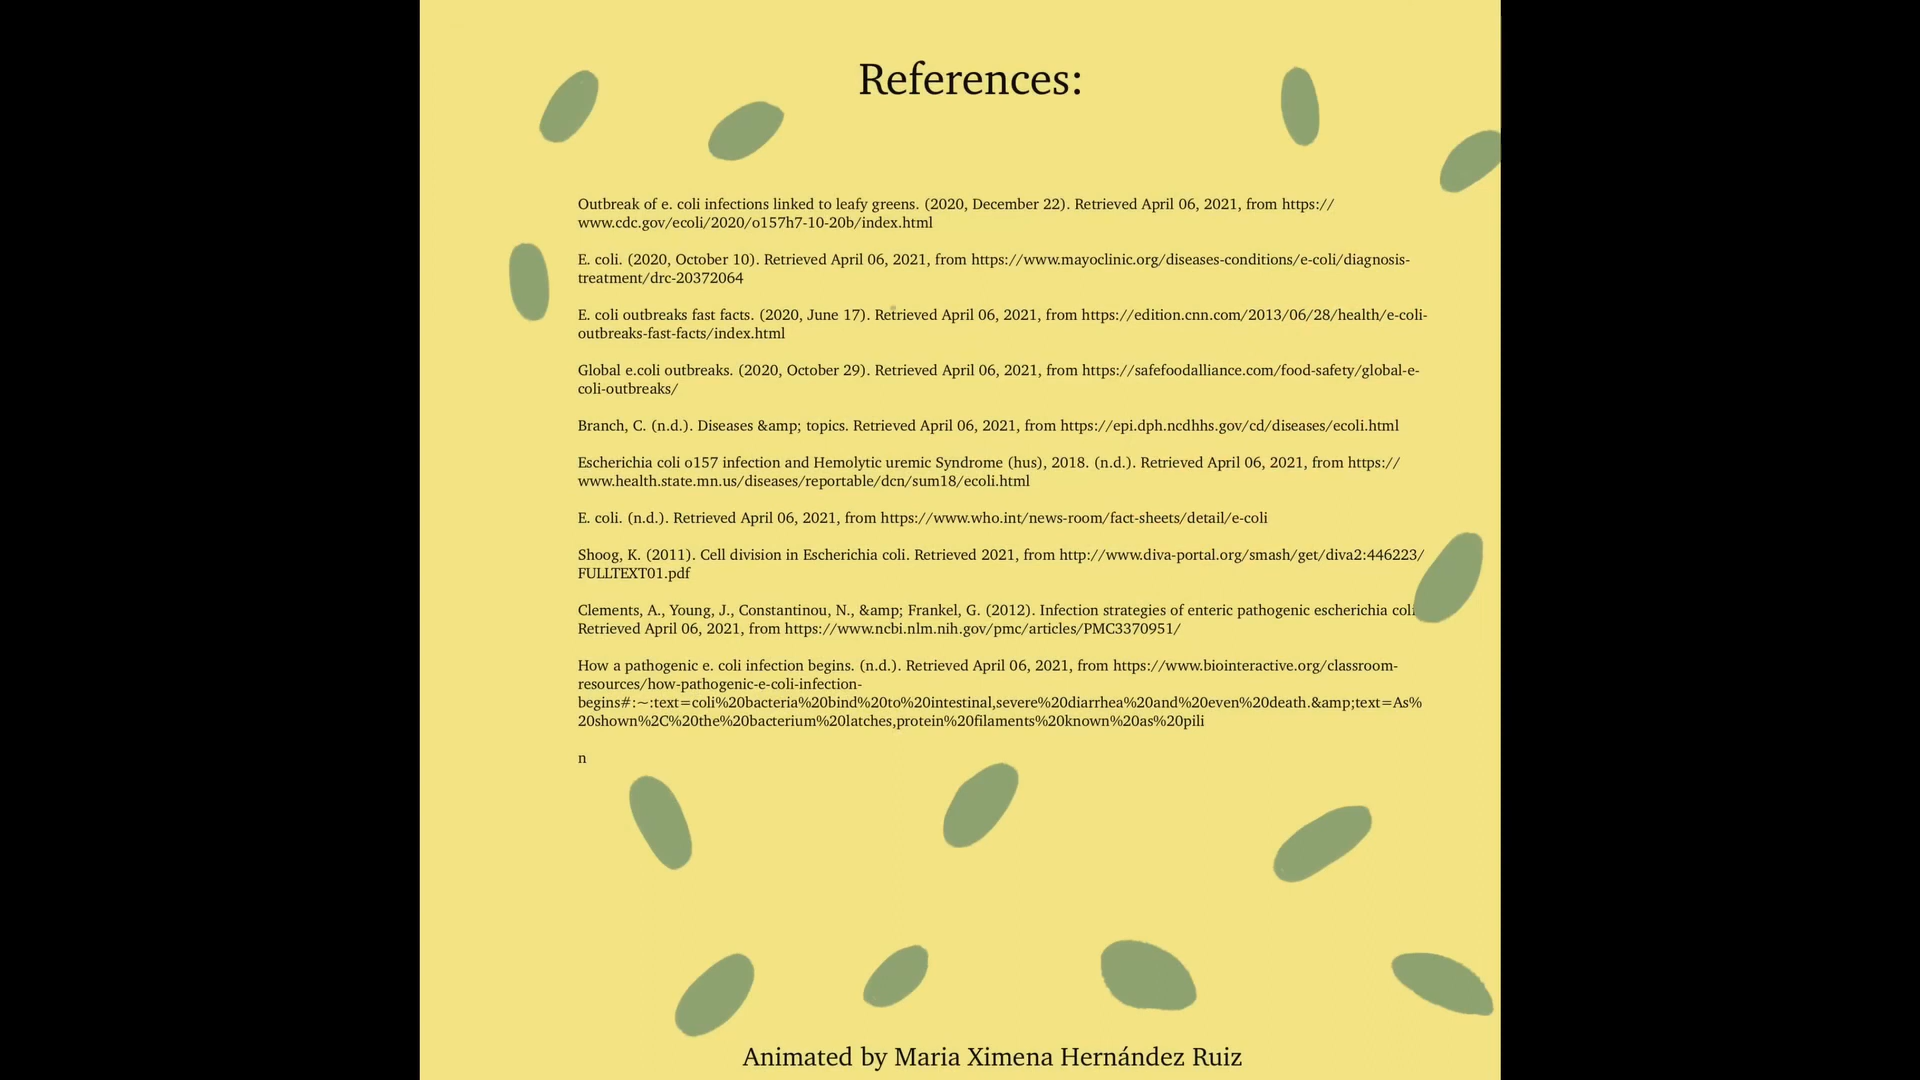 References:
Outbreak of e. coli infections linked to leafy greens. (2020, December 22). Retrieved April 06, 2021, from https://
www.cdc.gov/ecoli/2020/o157h7-10-20b/index.html
E. coli. (2020, October 10). Retrieved April 06, 2021, from https://www.mayoclinic.org/diseases-conditions/e-coli/diagnosis-
treatment/drc-20372064
E. coli outbreaks fast facts. (2020, June 17). Retrieved April 06, 2021, from https://edition.cnn.com/2013/06/28/health/e-coli-
outbreaks-fast-facts/index.html
Global e.coli outbreaks. (2020, October 29). Retrieved April 06, 2021, from https://safefoodalliance.com/food-safety/global-e-
coli-outbreaks/
Branch, C. (n.d.). Diseases &amp; topics. Retrieved April 06, 2021, from https://epi.dph.ncdhhs.gov/cd/diseases/ecoli.html
Escherichia coli o157 infection and Hemolytic uremic Syndrome (hus), 2018. (n.d.). Retrieved April 06, 2021, from https://
www.health.state.mn.us/diseases/reportable/dcn/sum18/ecoli.html
E. coli. (n.d.). Retrieved April 06, 2021, from https://www.who.int/news-room/fact-sheets/detail/e-coli
Shoog, K. (2011). Cell division in Escherichia coli. Retrieved 2021, from http://www.diva-portal.org/smash/get/diva2:446223/
FULLTEXT01.pdf
Clements, A., Young, J., Constantinou, N., &amp; Frankel, G. (2012). Infection strategies of enteric pathogenic escherichia coli.
Retrieved April 06, 2021, from https://www.ncbi.nlm.nih.gov/pmc/articles/PMC3370951/
How a pathogenic e. coli infection begins. (n.d.). Retrieved April 06, 2021, from https://www.biointeractive.org/classroom-
resources/how-pathogenic-e-coli-infection-
begins#:~:text=coli%20bacteria%20bind%20to%20intestinal,severe%20diarrhea%20and%20even%20death.&amp;text=As%
20shown%2C%20the%20bacterium%20latches,protein%20filaments%20known%20as%20pili
n
Animated by Maria Ximena Hernández Ruiz